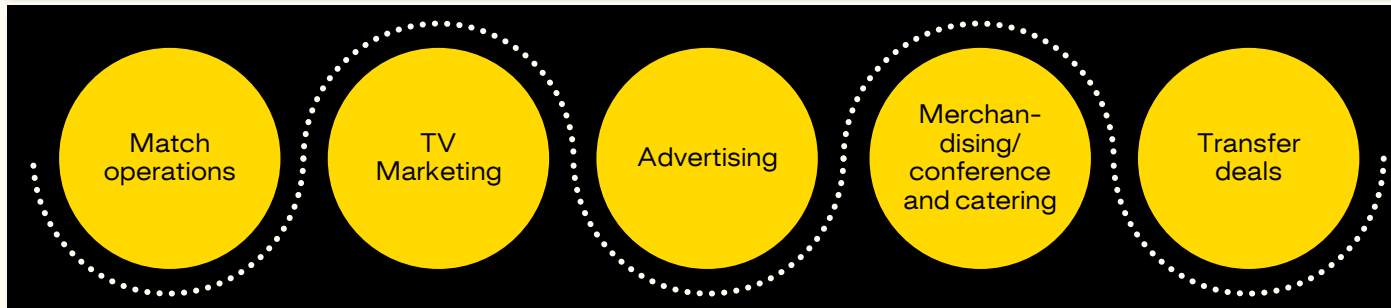 Match
operations
TV
Marketing
Advertising
Merchan-
dising/
conference
and catering
Transfer
deals